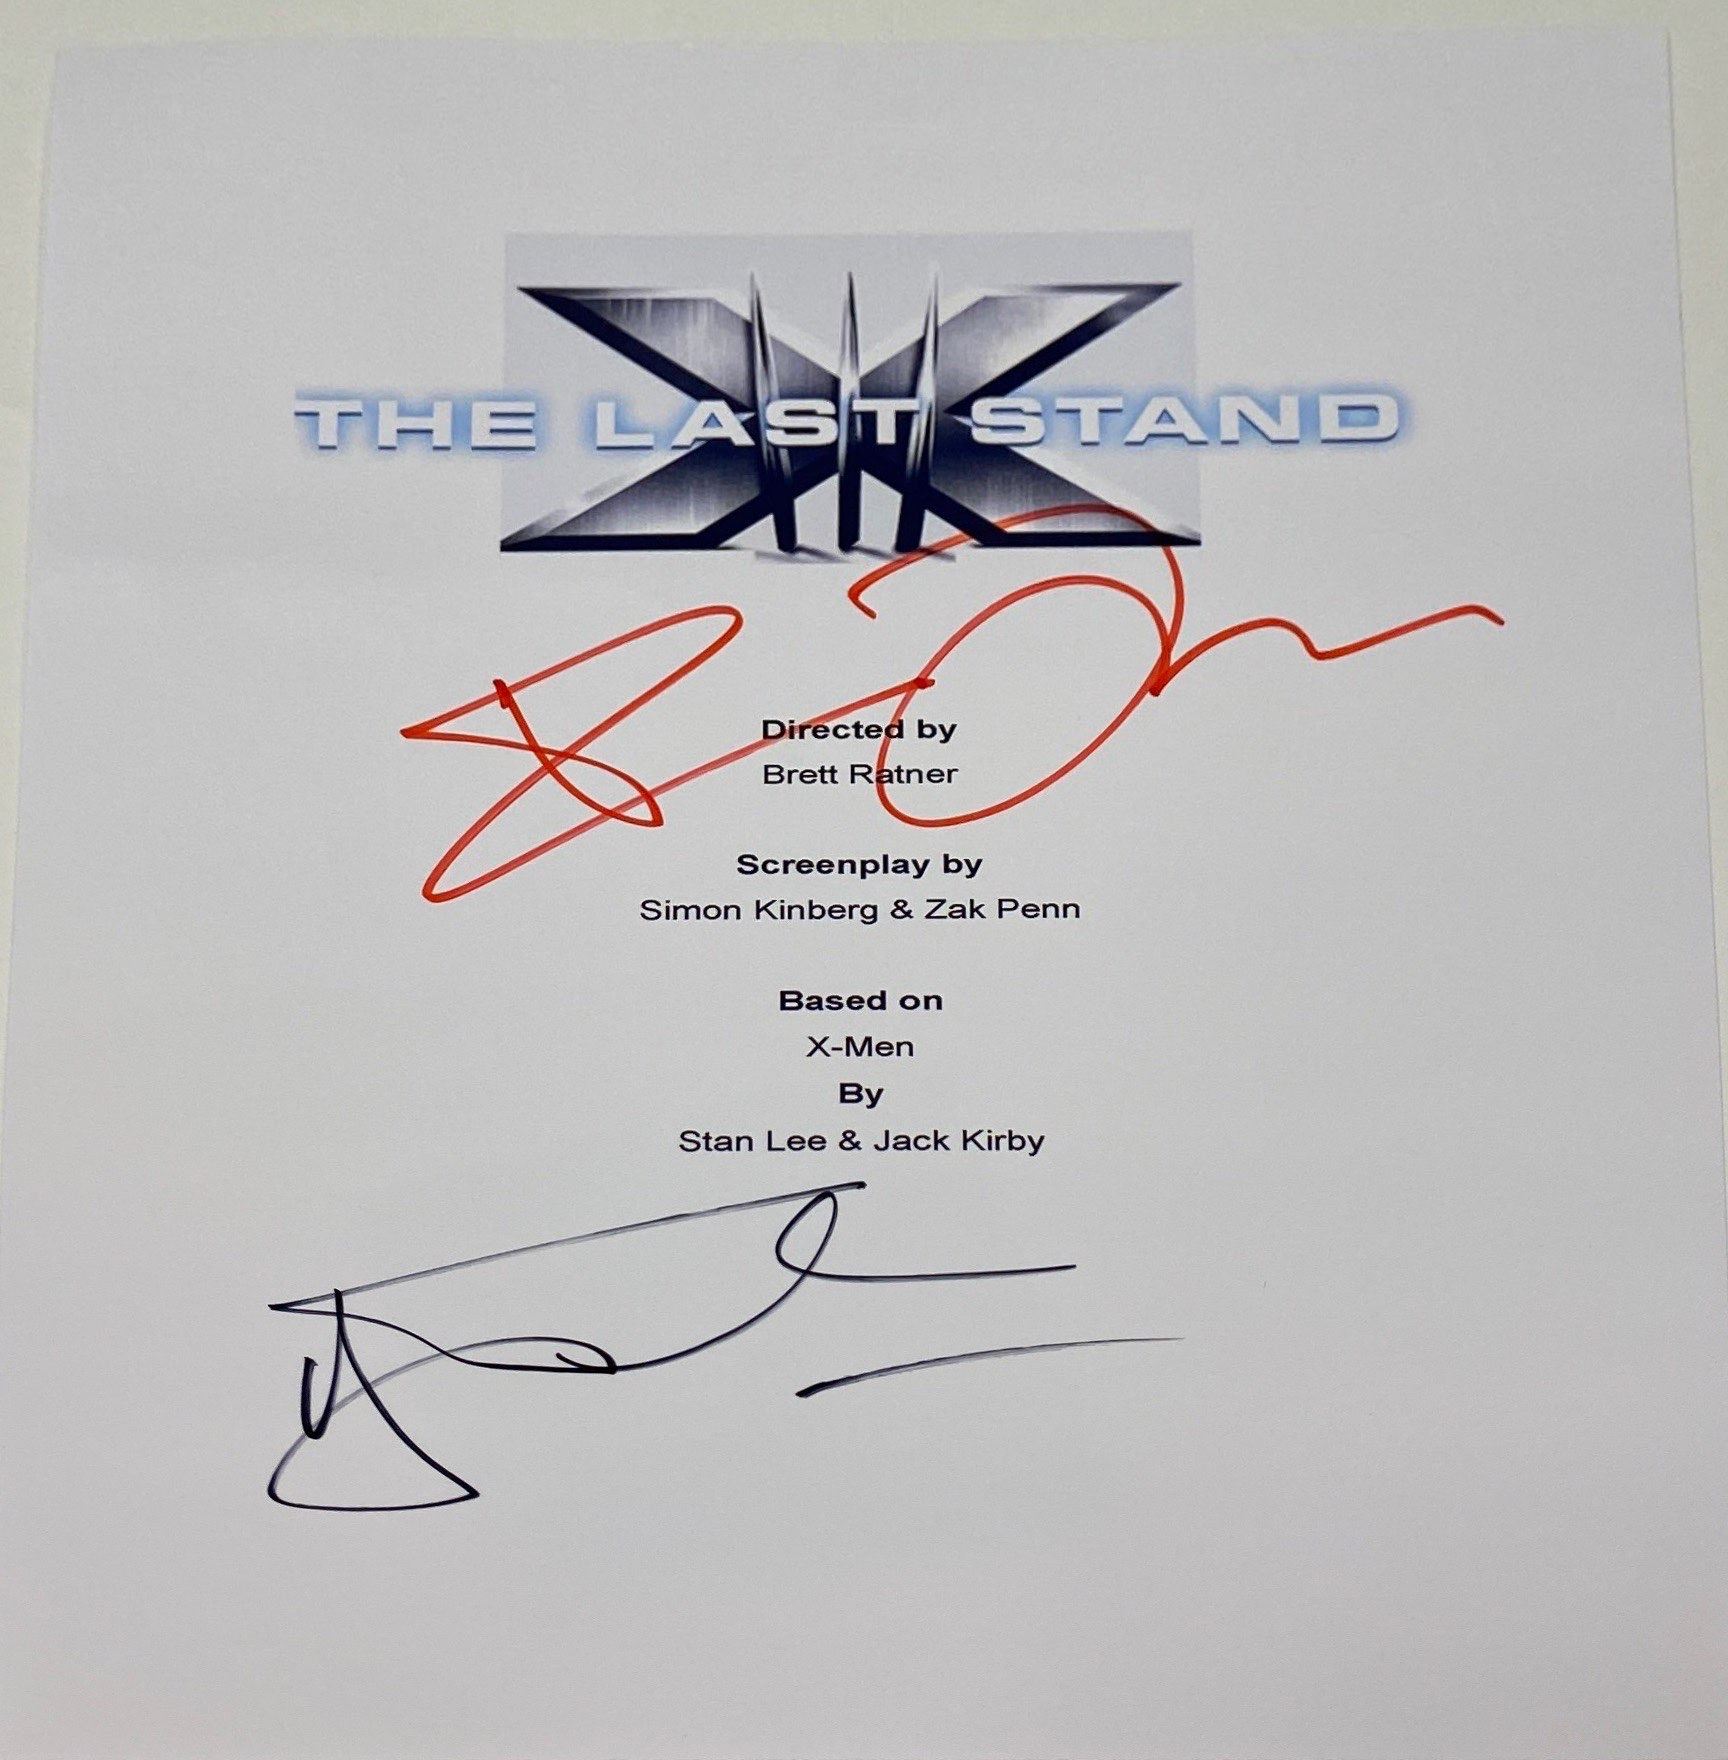 THE LAST STAND
Directed by
Brett Ratner
Screenplay by
Simon Kinberg & Zak Penn
Based on
X-Men
By
Stan Lee & Jack Kirby